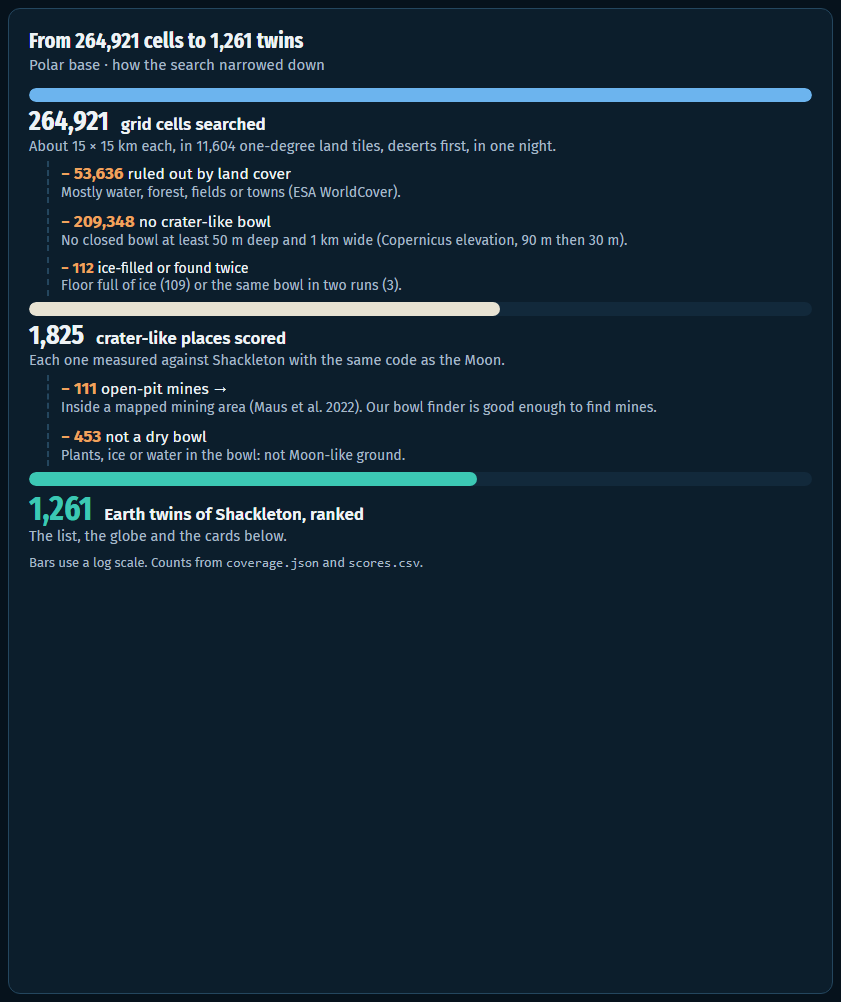 From 264,921 cells to 1,261 twins
Polar base · how the search narrowed down
264,921 grid cells searched
About 15 × 15 km each, in 11,604 one-degree land tiles, deserts first, in one night.
− 53,636 ruled out by land cover
Mostly water, forest, fields or towns (ESA WorldCover).
− 209,348 no crater-like bowl
No closed bowl at least 50 m deep and 1 km wide (Copernicus elevation, 90 m then 30 m).
− 112 ice-filled or found twice
Floor full of ice (109) or the same bowl in two runs (3).
1,825 crater-like places scored
Each one measured against Shackleton with the same code as the Moon.
− 111 open-pit mines →
Inside a mapped mining area (Maus et al. 2022). Our bowl finder is good enough to find mines.
− 453 not a dry bowl
Plants, ice or water in the bowl: not Moon-like ground.
1,261 Earth twins of Shackleton, ranked
The list, the globe and the cards below.
Bars use a log scale. Counts from coverage.json and scores.csv.